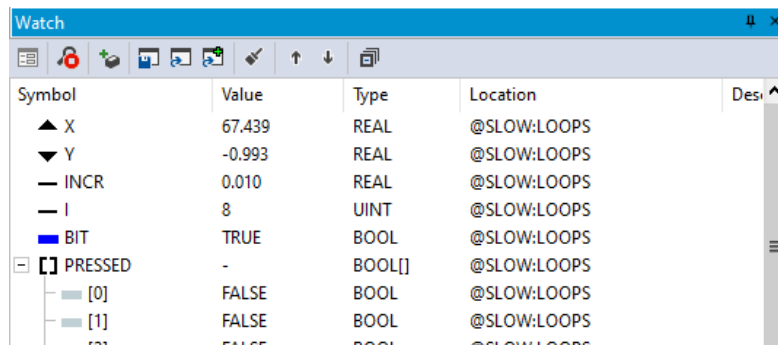 Watch
Symbol Value Type Location Des
X 67.439 REAL @SLOW:LOOPS
Y -0.993 REAL @SLOW:LOOPS
INCR 0.010 REAL @SLOW:LOOPS
I 8 UINT @SLOW:LOOPS
BIT TRUE BOOL @SLOW:LOOPS
PRESSED - BOOL[] @SLOW:LOOPS
[0] FALSE BOOL @SLOW:LOOPS
[1] FALSE BOOL @SLOW:LOOPS